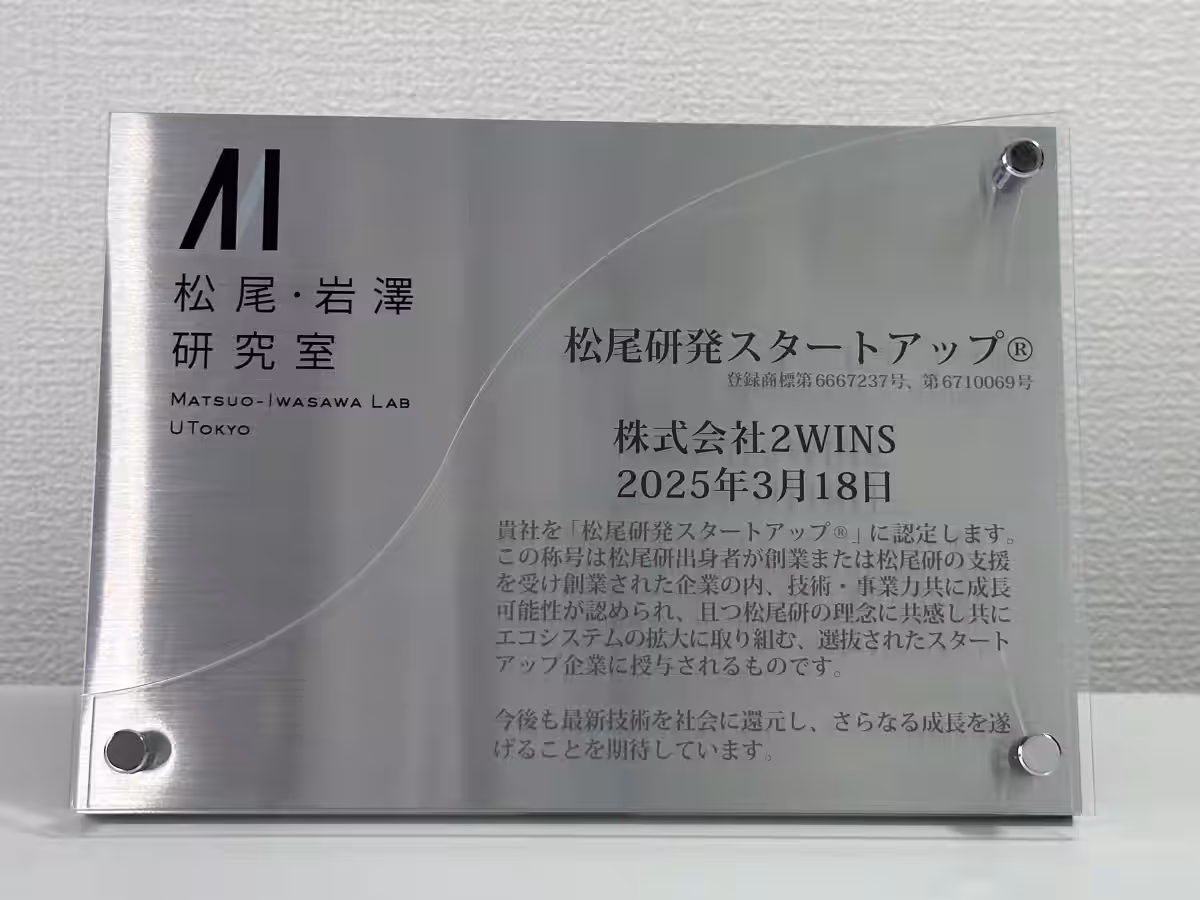 松尾・岩澤
研究室
MATSUO-IWASAWA LAB
UTOKYO
松尾研発スタートアップ®
登録商標第6667237号、第6710069号
株式会社2WINS
2025年3月18日
貴社を「松尾研発スタートアップ®」に認定します。
この称号は松尾研出身者が創業または松尾研の支援
を受け創業された企業の内、技術・事業力共に成長
可能性が認められ、且つ松尾研の理念に共感し共に
エコシステムの拡大に取り組む、選抜されたスタート
アップ企業に授与されるものです。
今後も最新技術を社会に還元し、さらなる成長を遂
げることを期待しています。